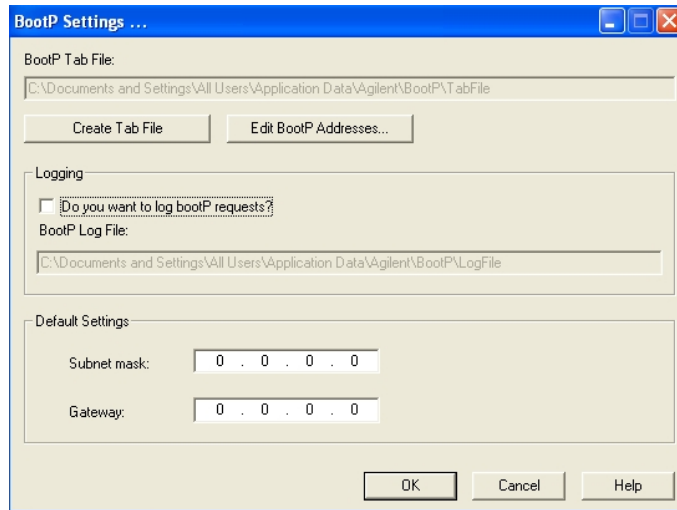 BootP Settings ...
BootP Tab File:
C:\Documents and Settings\All Users\Application Data\Agilent\BootP\TabFile
Create Tab File Edit BootP Addresses...
Logging
Do you want to log bootP requests?
BootP Log File:
C:\Documents and Settings\All Users\Application Data\Agilent\BootP\LogFile
Default Settings
Subnet mask: 0 . 0 . 0 . 0
Gateway: 0 . 0 . 0 . 0
OK Cancel Help